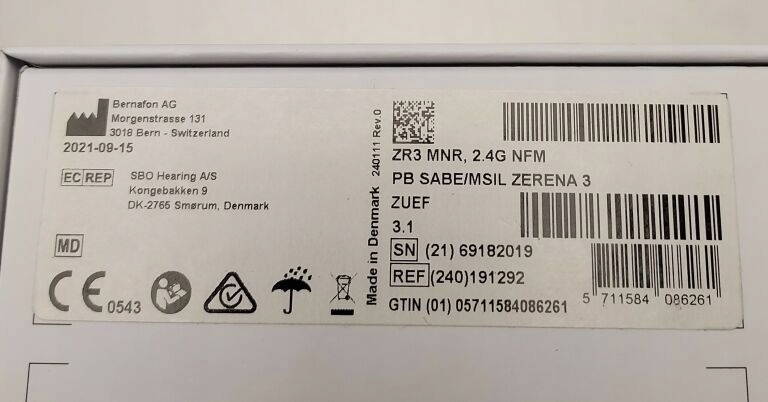 Bernafon AG
Morgenstrasse 131
3018 Bern - Switzerland
2021-09-15
EC REP
SBO Hearing A/S
Kongebakken 9
DK-2765 Smørum, Denmark
MD
CE 0543
Made in Denmark 240111 Rev.0
ZR3 MNR, 2.4G NFM
PB SABE/MSIL ZERENA 3
ZUEF
3.1
SN (21) 69182019
REF (240)191292
GTIN (01) 05711584086261
5 711584 086261